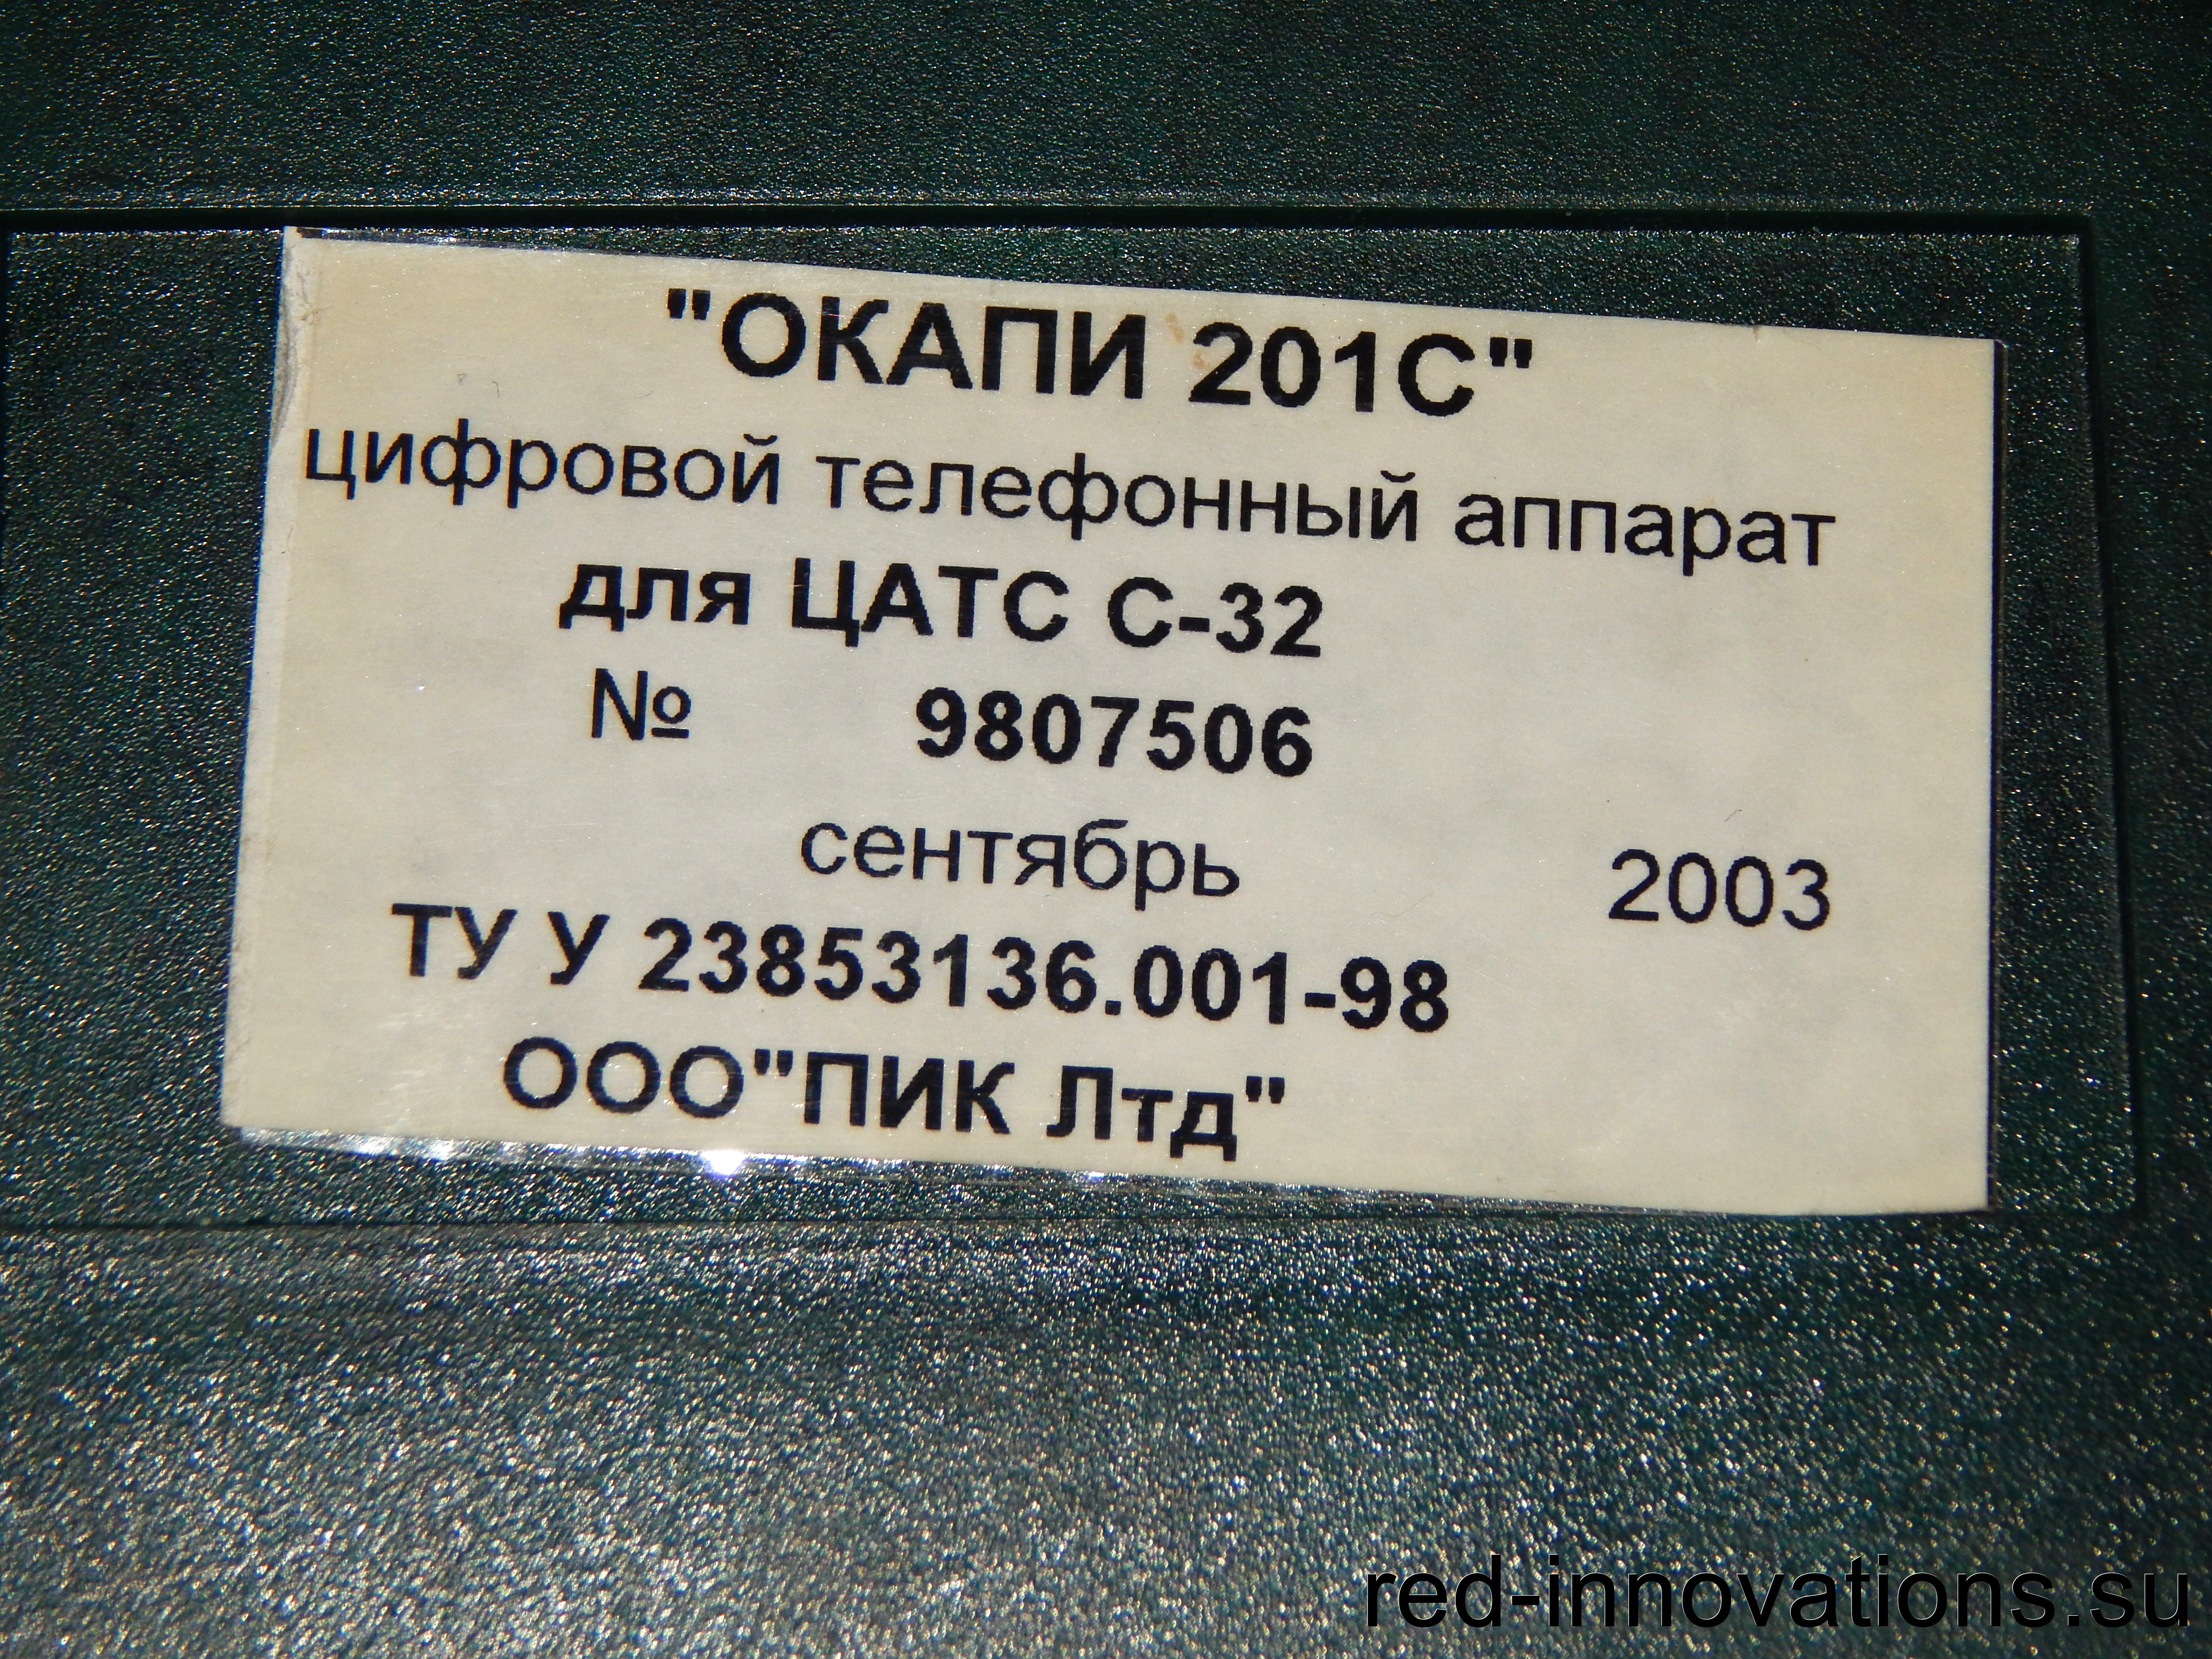 "ОКАПИ 201С"
цифровой телефонный аппарат
для ЦАТС С-32
№ 9807506
сентябрь 2003
ТУ У 23853136.001-98
ООО"ПИК Лтд"
red-innovations.su